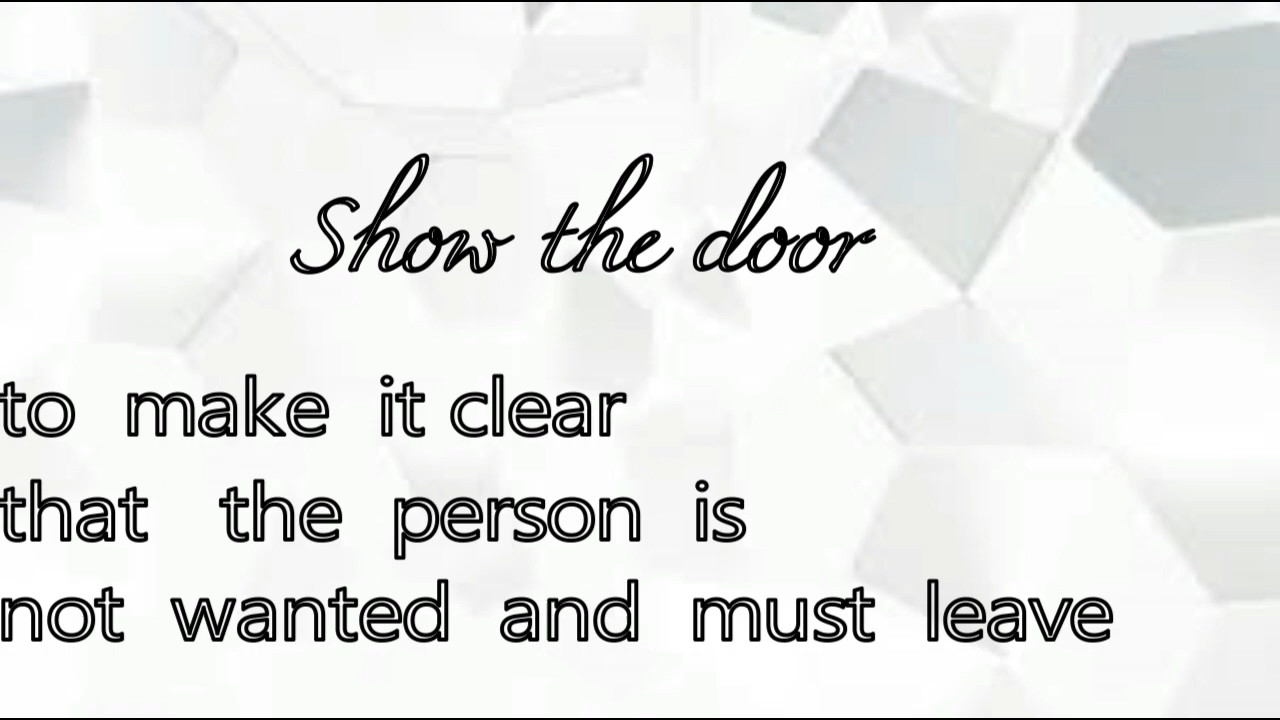 Show the door
to make it clear
that the person is
not wanted and must leave